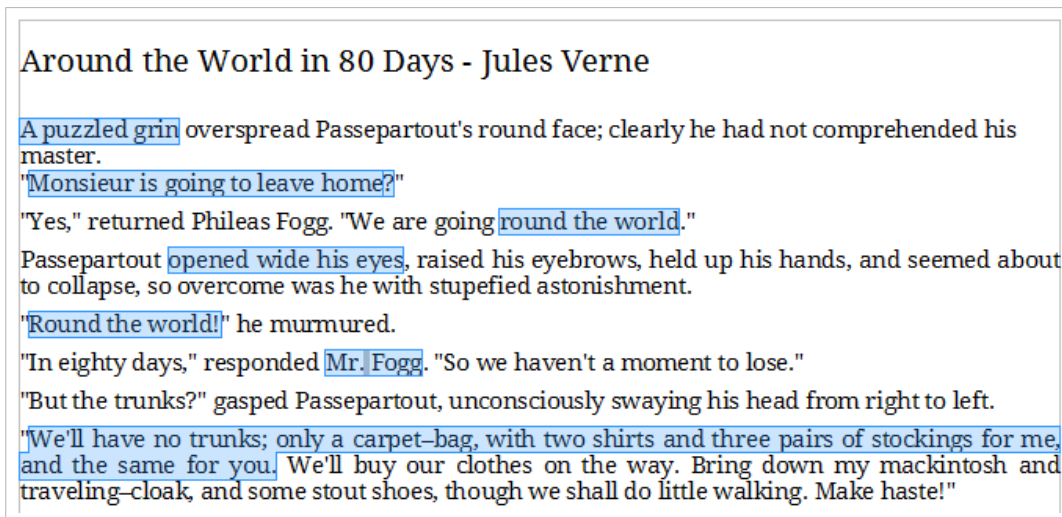 Around the World in 80 Days - Jules Verne
A puzzled grin overspread Passepartout's round face; clearly he had not comprehended his
master.
"Monsieur is going to leave home?"
"Yes," returned Phileas Fogg. "We are going round the world."
Passepartout opened wide his eyes, raised his eyebrows, held up his hands, and seemed about
to collapse, so overcome was he with stupefied astonishment.
"Round the world!" he murmured.
"In eighty days," responded Mr. Fogg. "So we haven't a moment to lose."
"But the trunks?" gasped Passepartout, unconsciously swaying his head from right to left.
"We'll have no trunks; only a carpet–bag, with two shirts and three pairs of stockings for me,
and the same for you. We'll buy our clothes on the way. Bring down my mackintosh and
traveling–cloak, and some stout shoes, though we shall do little walking. Make haste!"